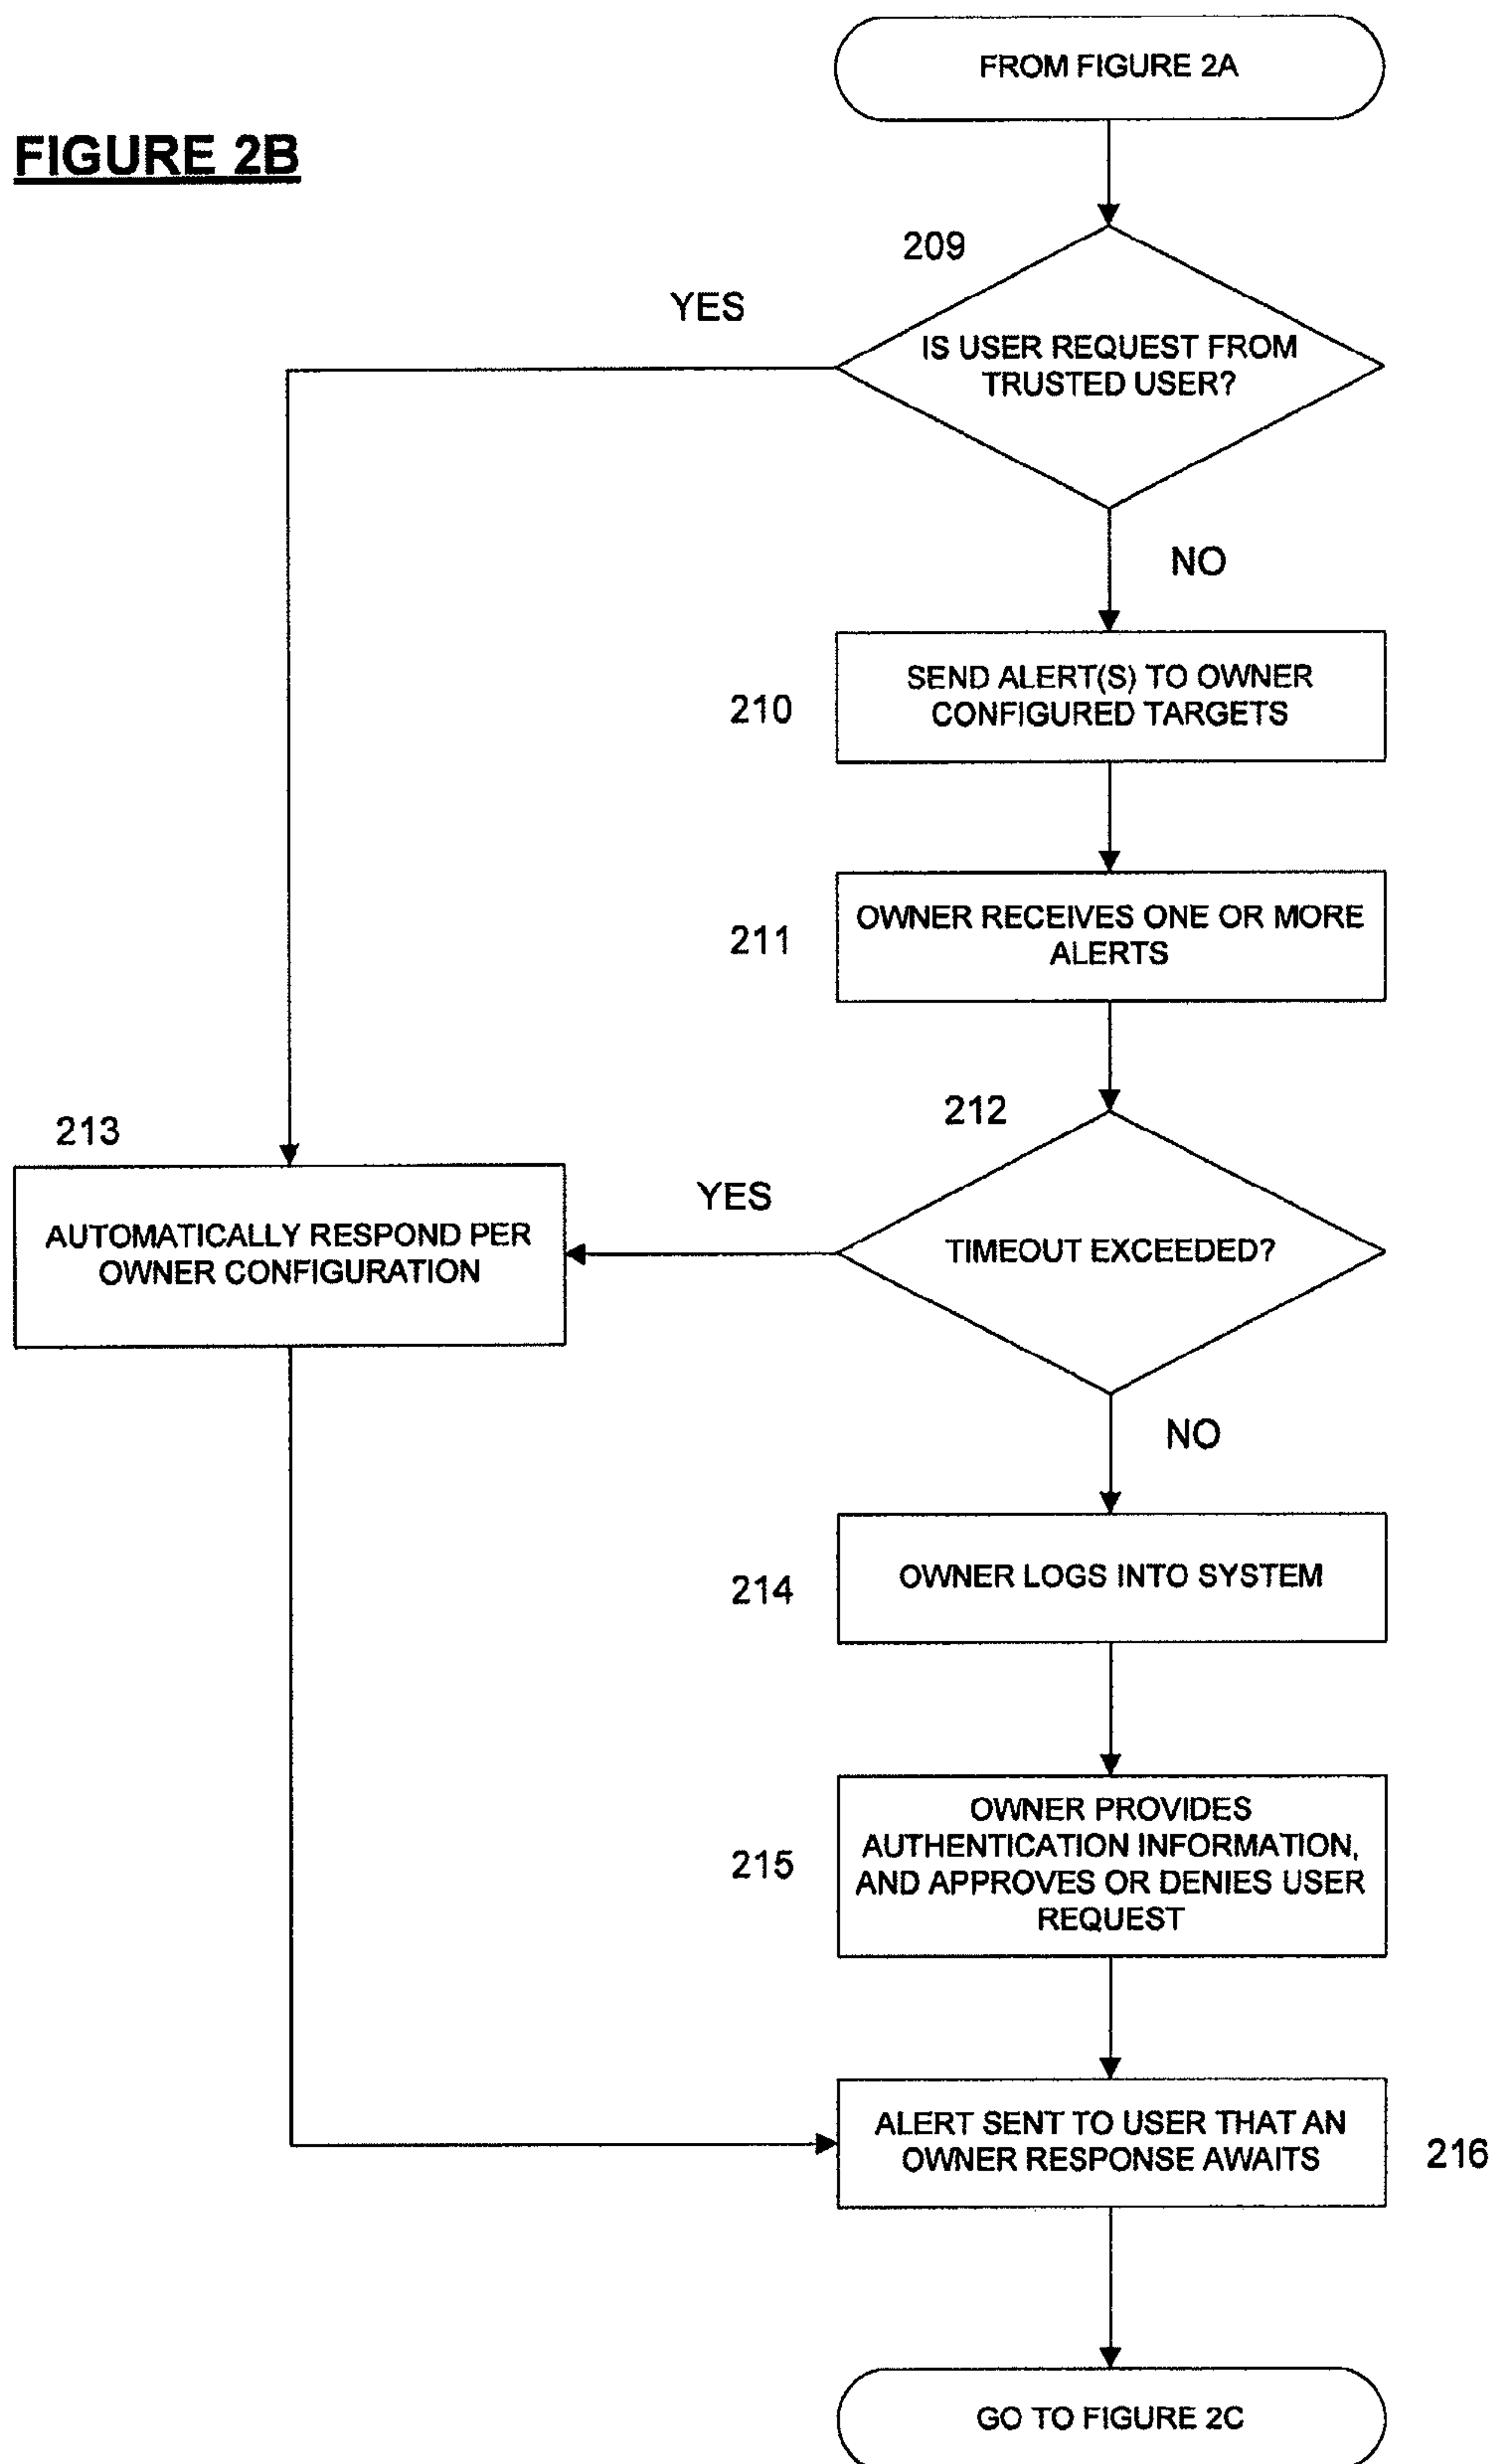 FROM FIGURE 2A
FIGURE 2B
209
YES
IS USER REQUEST FROM
TRUSTED USER?
NO
210
SEND ALERT(S) TO OWNER
CONFIGURED TARGETS
211
OWNER RECEIVES ONE OR MORE
ALERTS
212
213
YES
AUTOMATICALLY RESPOND PER
OWNER CONFIGURATION
TIMEOUT EXCEEDED?
NO
214
OWNER LOGS INTO SYSTEM
215
OWNER PROVIDES
AUTHENTICATION INFORMATION,
AND APPROVES OR DENIES USER
REQUEST
ALERT SENT TO USER THAT AN
OWNER RESPONSE AWAITS
216
GO TO FIGURE 2C